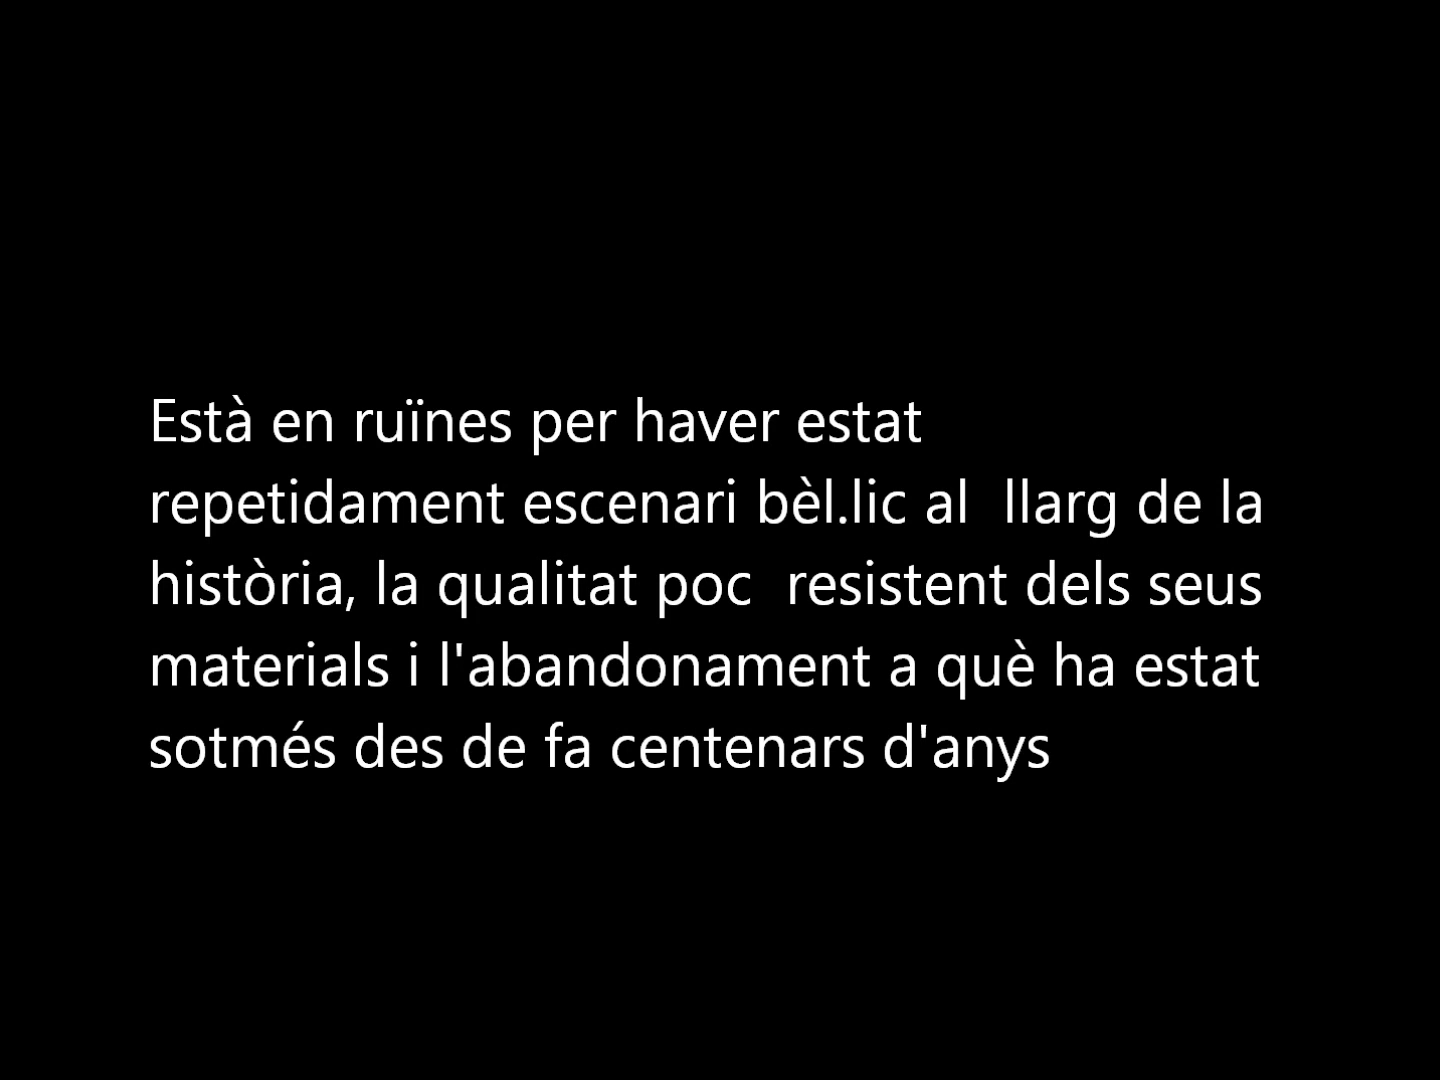 Està en ruïnes per haver estat
repetidament escenari bèl.lic al  llarg de la
història, la qualitat poc  resistent dels seus
materials i l'abandonament a què ha estat
sotmés des de fa centenars d'anys